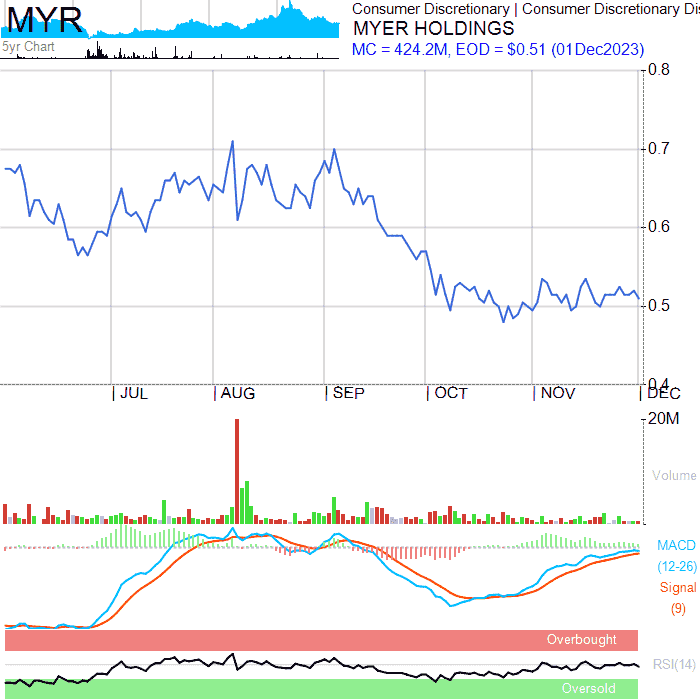 MYR
Consumer Discretionary | Consumer Discretionary Dis
MYER HOLDINGS
5yr Chart
MC = 424.2M, EOD = $0.51 (01Dec2023)
0.8
0.7
0.6
0.5
0.4
JUL
AUG
SEP
OCT
NOV
DEC
20M
Volume
MACD
(12-26)
Signal
(9)
Overbought
RSI(14)
Oversold